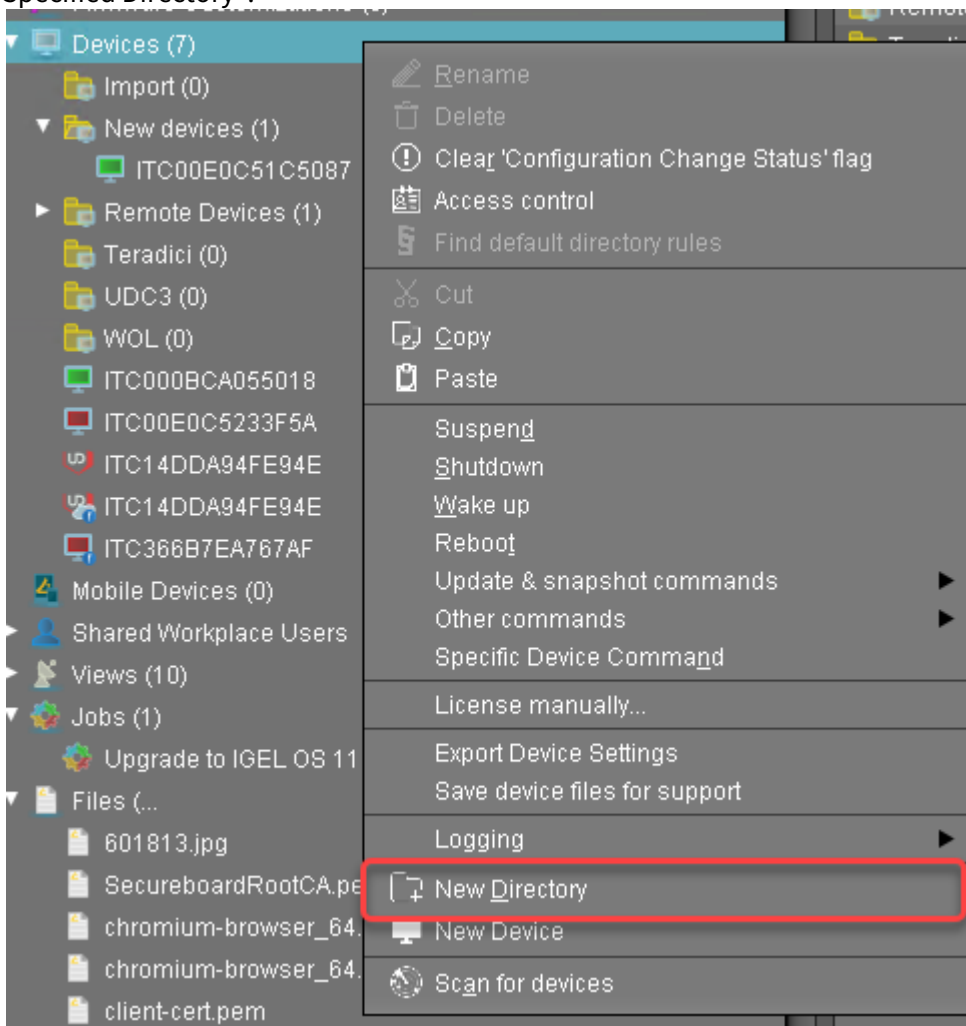 Specified Directory".
Devices (7)
Import (0)
New devices (1)
ITC00E0C51C5087
Remote Devices (1)
Teradici (0)
UDC3 (0)
WOL (0)
ITC000BCA055018
ITC00E0C5233F5A
ITC14DDA94FE94E
ITC14DDA94FE94E
ITC366B7EA767AF
Mobile Devices (0)
Shared Workplace Users
Views (10)
Jobs (1)
Upgrade to IGEL OS 11
Files (...
601813.jpg
SecureboardRootCA.pe
chromium-browser_64.
chromium-browser_64.
client-cert.pem
Rename
Delete
Clear 'Configuration Change Status' flag
Access control
Find default directory rules
Cut
Copy
Paste
Suspend
Shutdown
Wake up
Reboot
Update & snapshot commands
Other commands
Specific Device Command
License manually...
Export Device Settings
Save device files for support
Logging
New Directory
New Device
Scan for devices